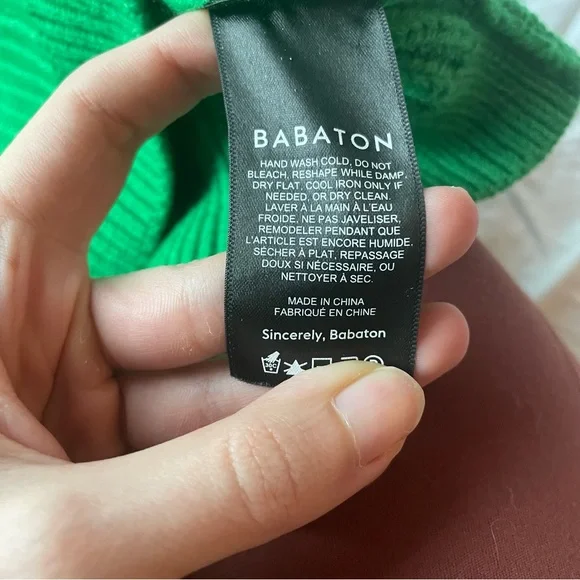 BABATON
HAND WASH COLD, DO NOT
BLEACH, RESHAPE WHILE DAMP.
DRY FLAT, COOL IRON ONLY IF
NEEDED, OR DRY CLEAN.
LAVER À LA MAIN À L'EAU
FROIDE, NE PAS JAVELISER,
REMODELER PENDANT QUE
L'ARTICLE EST ENCORE HUMIDE.
SÉCHER À PLAT, REPASSAGE
DOUX SI NÉCESSAIRE, OU
NETTOYER À SEC.
MADE IN CHINA
FABRIQUÉ EN CHINE
Sincerely, Babaton
30C